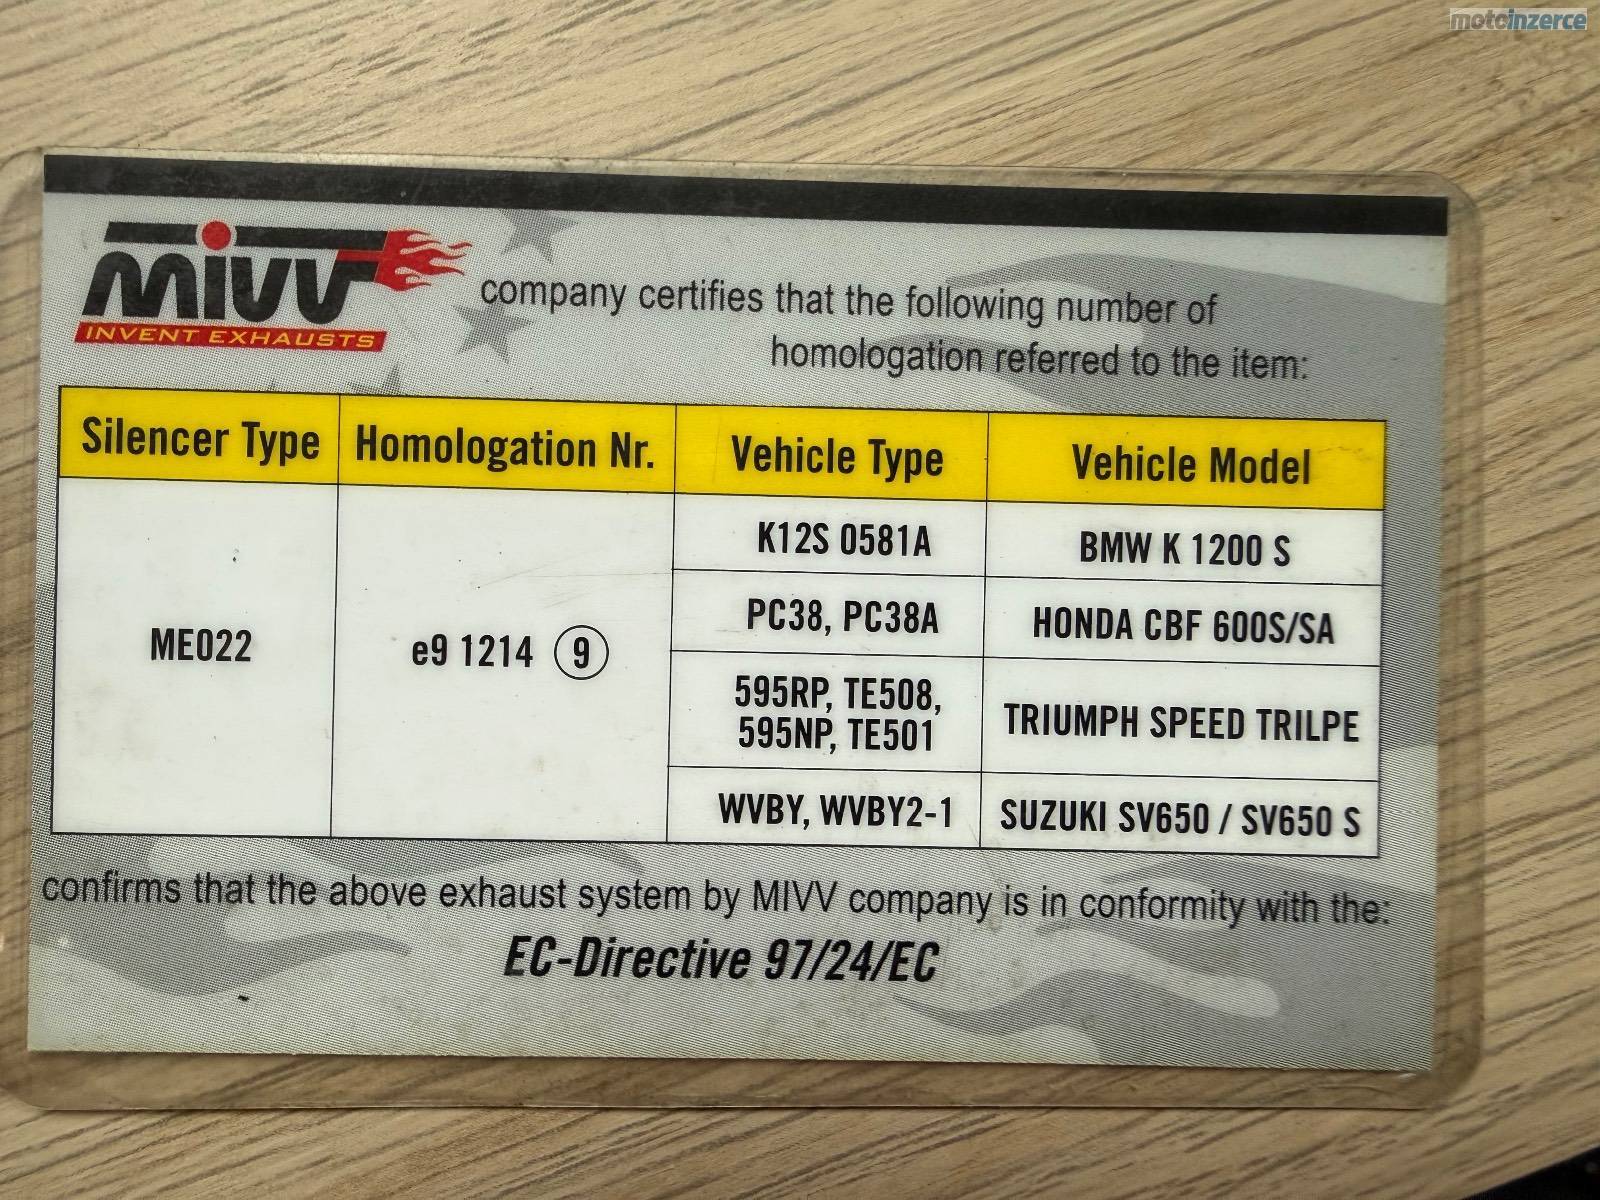 motoinzerce
MIVV
INVENT EXHAUSTS
company certifies that the following number of
homologation referred to the item:
Silencer Type Homologation Nr. Vehicle Type Vehicle Model
ME022 e9 1214 9
K12S 0581A BMW K 1200 S
PC38, PC38A HONDA CBF 600S/SA
595RP, TE508,
595NP, TE501 TRIUMPH SPEED TRILPE
WVBY, WVBY2-1 SUZUKI SV650 / SV650 S
confirms that the above exhaust system by MIVV company is in conformity with the:
EC-Directive 97/24/EC